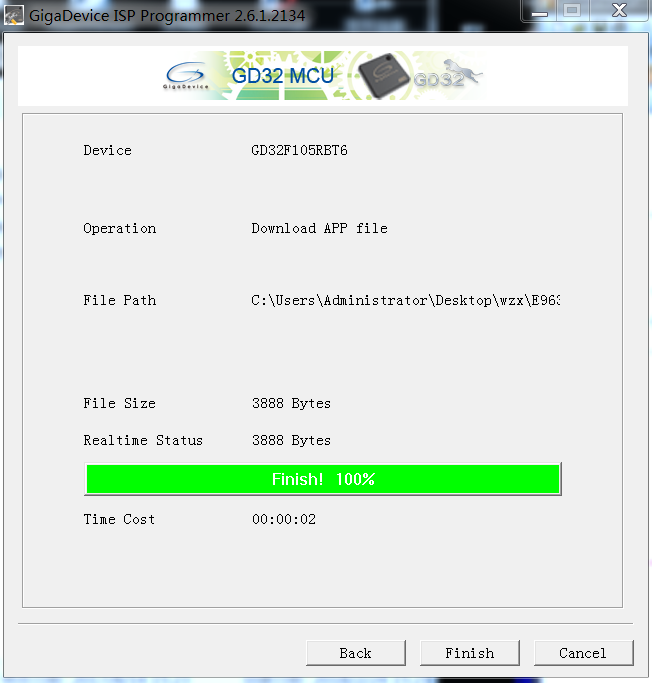 GigaDevice ISP Programmer 2.6.1.2134
GigaDevice
GD32 MCU
GD32
Device GD32F105RBT6
Operation Download APP file
File Path C:\Users\Administrator\Desktop\wzx\E963
File Size 3888 Bytes
Realtime Status 3888 Bytes
Finish! 100%
Time Cost 00:00:02
Back Finish Cancel